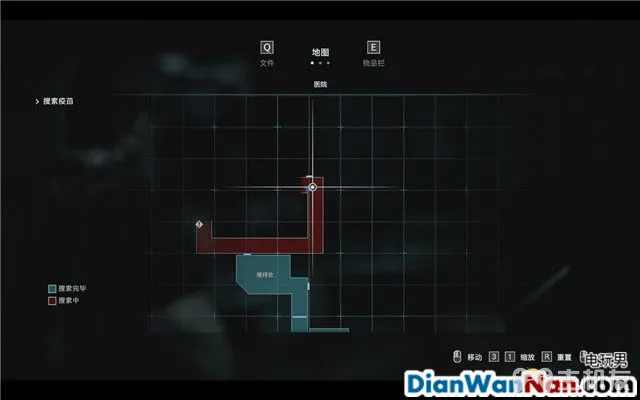 Q
地图
E
文件
物品栏
医院
搜索疫苗
接待处
搜索完毕
搜索中
移动
3 1 缩放
R 重置
电玩男
DianWanNan.com